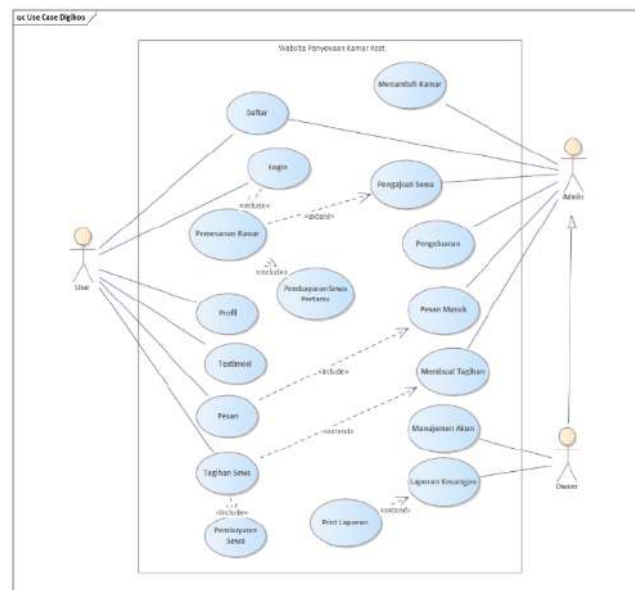 uc Use Case Digikos
Website Penyewaan Kamar Kost
Menambah Kamar
Daftar
Login
Admin
Pengajuan Sewa
«include»
«extend»
Pemesanan Kamar
User
Pengeluaran
«include»
Pembayaran Sewa
Pertama
Profil
Pesan Masuk
Testimoni
«include»
Membuat Tagihan
Pesan
Manajemen Akun
«extend»
Tagihan Sewa
Laporan Keuangan
Owner
«include»
Print Laporan
«extend»
Pembayaran
Sewa